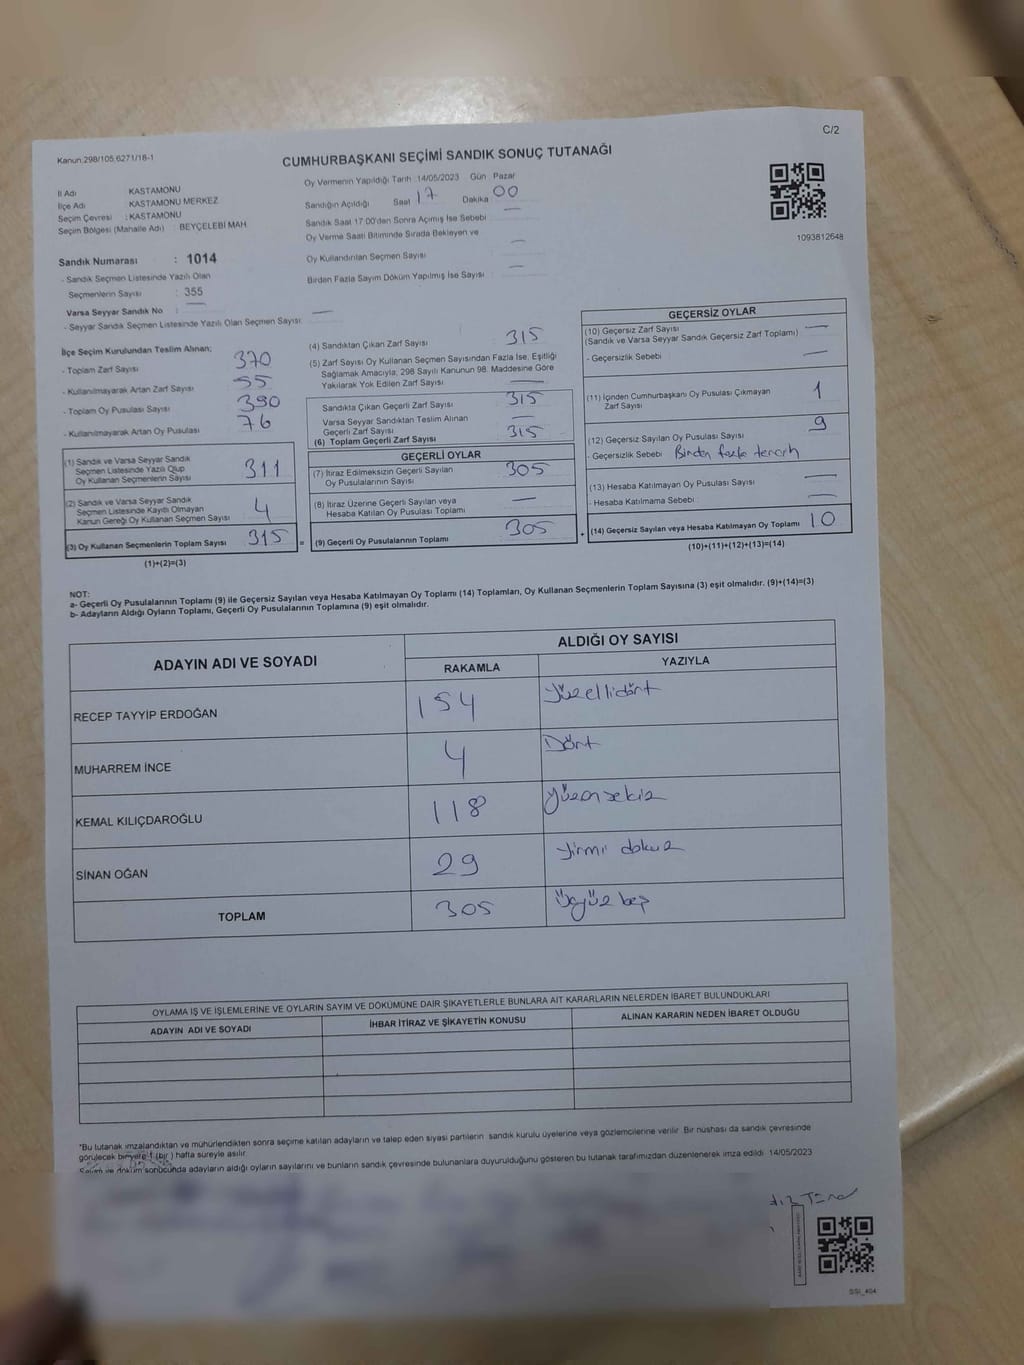 Kanun:298/105,6271/18-1
C/2
CUMHURBAŞKANI SEÇİMİ SANDIK SONUÇ TUTANAĞI
İl Adı KASTAMONU
İlçe Adı KASTAMONU MERKEZ
Seçim Çevresi : KASTAMONU
Seçim Bölgesi (Mahalle Adı) : BEYÇELEBİ MAH
Sandık Numarası : 1014
- Sandık Seçmen Listesinde Yazılı Olan
Seçmenlerin Sayısı : 355
Varsa Seyyar Sandık No : —
- Seyyar Sandık Seçmen Listesinde Yazılı Olan Seçmen Sayısı: —
Oy Vermenin Yapıldığı Tarih :14/05/2023 Gün : Pazar
Sandığın Açıldığı Saat 17 Dakika 00
Sandık Saat 17.00'den Sonra Açımış İse Sebebi —
Oy Verme Saati Bitiminde Sırada Bekleyen ve
Oy Kullandırılan Seçmen Sayısı —
Birden Fazla Sayım Döküm Yapılmış İse Sayısı : —
1093812648
İlçe Seçim Kurulundan Teslim Alınan;
- Toplam Zarf Sayısı 370
- Kullanılmayarak Artan Zarf Sayısı 55
- Toplam Oy Pusulası Sayısı 390
- Kullanılmayarak Artan Oy Pusulası 76
(1) Sandık ve Varsa Seyyar Sandık
Seçmen Listesinde Yazılı Olup
Oy Kullanan Seçmenlerin Sayısı 311
(2) Sandık ve Varsa Seyyar Sandık
Seçmen Listesinde Kayıtlı Olmayan
Kanun Gereği Oy Kullanan Seçmen Sayısı 4
(3) Oy Kullanan Seçmenlerin Toplam Sayısı 315 =
(1)+(2)=(3)
(4) Sandıktan Çıkan Zarf Sayısı : 315
(5) Zarf Sayısı Oy Kullanan Seçmen Sayısından Fazla İse, Eşitliği
Sağlamak Amacıyla, 298 Sayılı Kanunun 98. Maddesine Göre
Yakılarak Yok Edilen Zarf Sayısı —
Sandıkta Çıkan Geçerli Zarf Sayısı 315
Varsa Seyyar Sandıktan Teslim Alınan
Geçerli Zarf Sayısı —
(6) Toplam Geçerli Zarf Sayısı 315
GEÇERLİ OYLAR
(7) İtiraz Edilmeksizin Geçerli Sayılan
Oy Pusulalarının Sayısı 305
(8) İtiraz Üzerine Geçerli Sayılan veya
Hesaba Katılan Oy Pusulası Toplamı —
(9) Geçerli Oy Pusulalarının Toplamı 305 +
GEÇERSİZ OYLAR
(10) Geçersiz Zarf Sayısı
(Sandık ve Varsa Seyyar Sandık Geçersiz Zarf Toplamı) —
- Geçersizlik Sebebi : —
(11) İçinden Cumhurbaşkanı Oy Pusulası Çıkmayan
Zarf Sayısı 1
(12) Geçersiz Sayılan Oy Pusulası Sayısı 9
- Geçersizlik Sebebi Birden fazla tercih
(13) Hesaba Katılmayan Oy Pusulası Sayısı —
- Hesaba Katılmama Sebebi : —
(14) Geçersiz Sayılan veya Hesaba Katılmayan Oy Toplamı 10
(10)+(11)+(12)+(13)=(14)
NOT:
a- Geçerli Oy Pusulalarının Toplamı (9) ile Geçersiz Sayılan veya Hesaba Katılmayan Oy Toplamı (14) Toplamları, Oy Kullanan Seçmenlerin Toplam Sayısına (3) eşit olmalıdır. (9)+(14)=(3)
b- Adayların Aldığı Oyların Toplamı, Geçerli Oy Pusulalarının Toplamına (9) eşit olmalıdır.
ADAYIN ADI VE SOYADI
ALDIĞI OY SAYISI
RAKAMLA YAZIYLA
RECEP TAYYİP ERDOĞAN 154 Yüzellidört
MUHARREM İNCE 4 Dört
KEMAL KILIÇDAROĞLU 118 Yüzonsekiz
SİNAN OĞAN 29 Yirmi dokuz
TOPLAM 305 Üçyüz beş
OYLAMA İŞ VE İŞLEMLERİNE VE OYLARIN SAYIM VE DÖKÜMÜNE DAİR ŞİKAYETLERLE BUNLARA AİT KARARLARIN NELERDEN İBARET BULUNDUKLARI
ADAYIN ADI VE SOYADI İHBAR İTİRAZ VE ŞİKAYETİN KONUSU ALINAN KARARIN NEDEN İBARET OLDUĞU
*Bu tutanak imzalandıktan ve mühürlendikten sonra seçime katılan adayların ve talep eden siyasi partilerin sandık kurulu üyelerine veya gözlemcilerine verilir. Bir nüshası da sandık çevresinde
görülecek bir yere 1 (bir) hafta süreyle asılır.
Sayım ve döküm sonucunda adayların aldığı oyların sayılarını ve bunların sandık çevresinde bulunanlara duyurulduğunu gösteren bu tutanak tarafımızdan düzenlenerek imza edildi. 14/05/2023